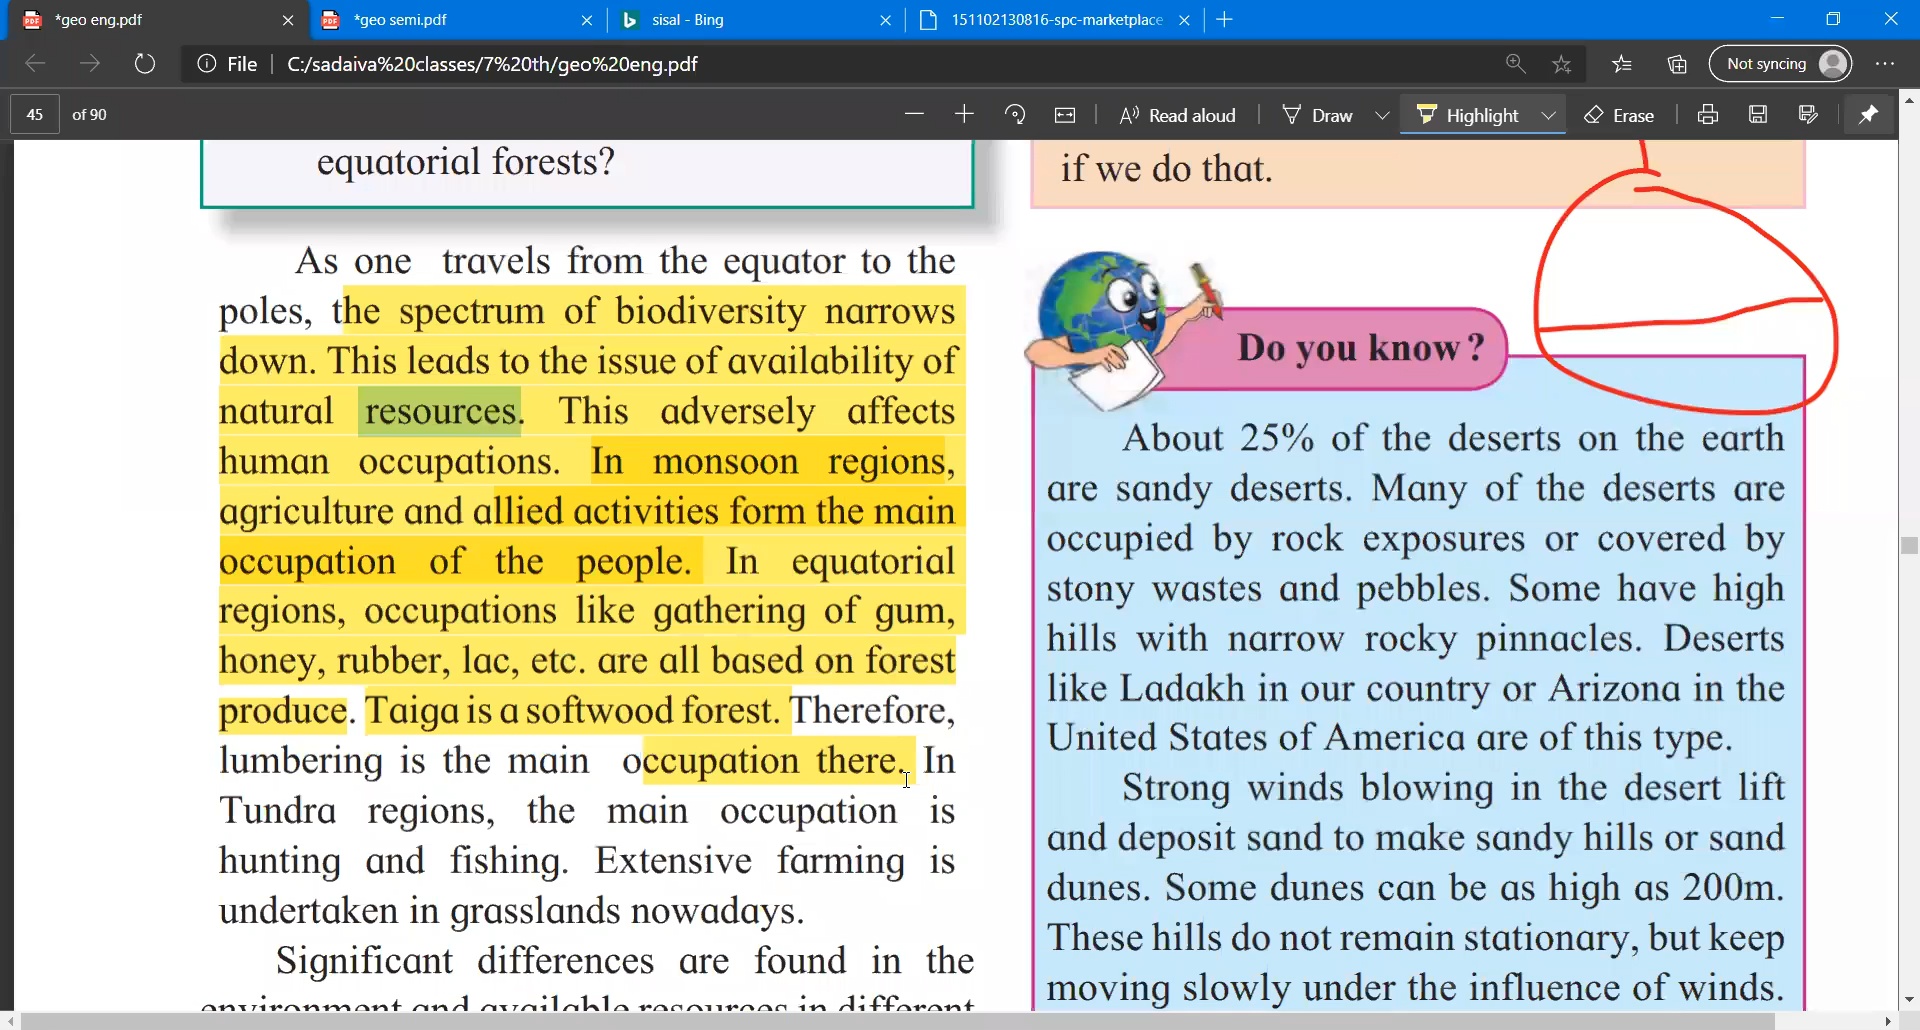 *geo eng.pdf
*geo semi.pdf
sisal - Bing
151102130816-spc-marketplace
File
C:/sadaiva%20classes/7%20th/geo%20eng.pdf
Not syncing
45 of 90
Read aloud
Draw
Highlight
Erase
equatorial forests?
As one travels from the equator to the
poles, the spectrum of biodiversity narrows
down. This leads to the issue of availability of
natural resources. This adversely affects
human occupations. In monsoon regions,
agriculture and allied activities form the main
occupation of the people. In equatorial
regions, occupations like gathering of gum,
honey, rubber, lac, etc. are all based on forest
produce. Taiga is a softwood forest. Therefore,
lumbering is the main occupation there. In
Tundra regions, the main occupation is
hunting and fishing. Extensive farming is
undertaken in grasslands nowadays.
Significant differences are found in the
environment and available resources in different
if we do that.
Do you know?
About 25% of the deserts on the earth
are sandy deserts. Many of the deserts are
occupied by rock exposures or covered by
stony wastes and pebbles. Some have high
hills with narrow rocky pinnacles. Deserts
like Ladakh in our country or Arizona in the
United States of America are of this type.
Strong winds blowing in the desert lift
and deposit sand to make sandy hills or sand
dunes. Some dunes can be as high as 200m.
These hills do not remain stationary, but keep
moving slowly under the influence of winds.